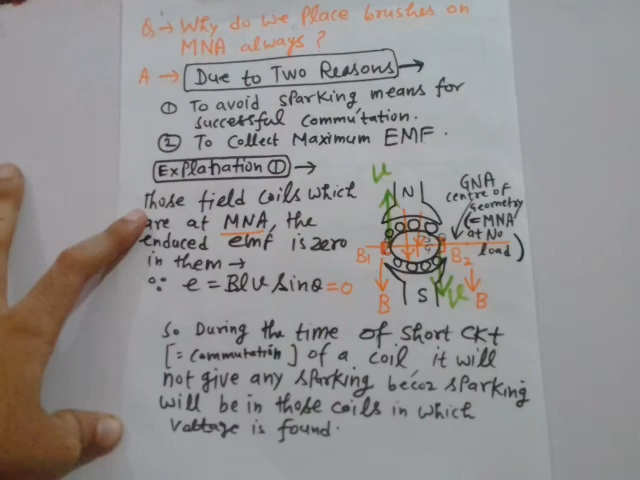 Q → Why do we Place brushes on
MNA always?
A → Due to Two Reasons →
① To avoid sparking means for
successful commutation.
② To Collect Maximum EMF.
Explnation ① →
those field coils which
are at MNA, the
enduced emf is zero
in them →
∵ e = Blv Sinθ = 0
N
S
B1
B2
B
B
v
v
GNA
centre of
geometry
(= MNA
at No
load)
So During the time of short CKt
[= Commutation] of a coil it will
not give any sparking becoz sparking
will be in those coils in which
Valtage is found.